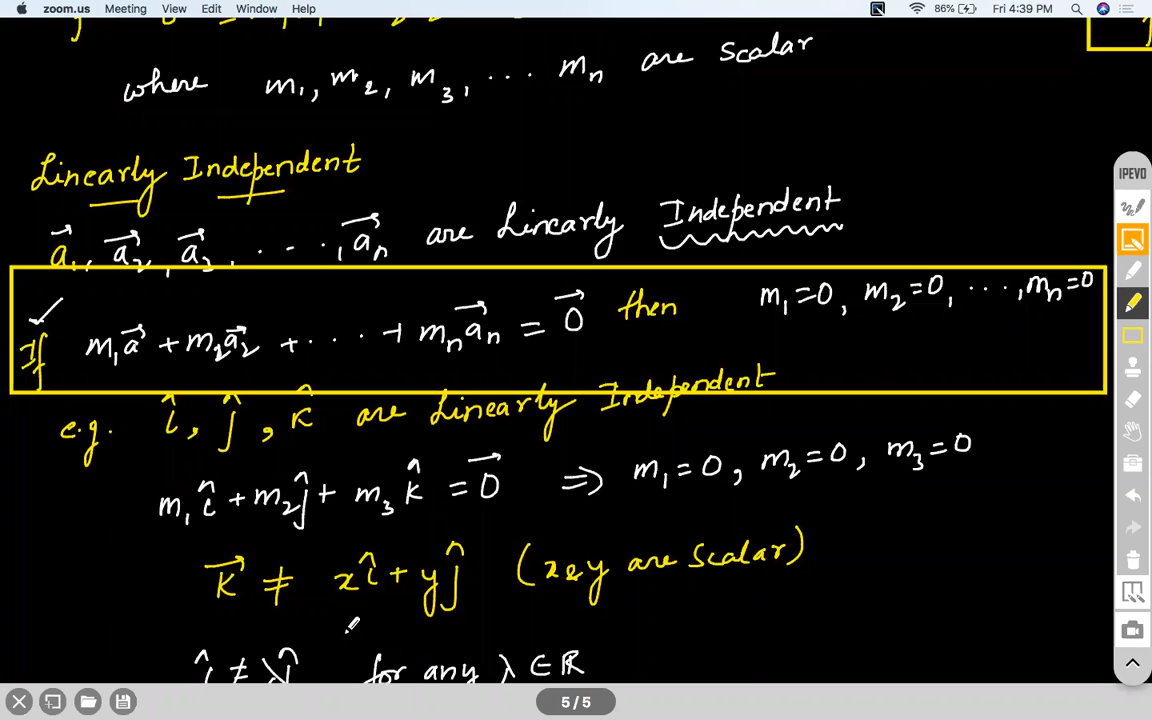 zoom.us Meeting View Edit Window Help 86% Fri 4:39 PM
where m₁, m₂, m₃, ... mₙ are scalar
Linearly Independent
a⃗₁, a⃗₂, a⃗₃, ..., a⃗ₙ are Linearly Independent
If m₁a⃗ + m₂a⃗₂ + .... + mₙa⃗ₙ = 0⃗ then m₁=0, m₂=0, ..., mₙ=0
e.g. î, ĵ, k̂ are Linearly Independent
m₁î + m₂ĵ + m₃k̂ = 0⃗ ⇒ m₁=0, m₂=0, m₃=0
k⃗ ≠ xî + yĵ (x & y are scalar)
î ≠ λĵ for any λ ∈ ℝ
IPEVO
5/5